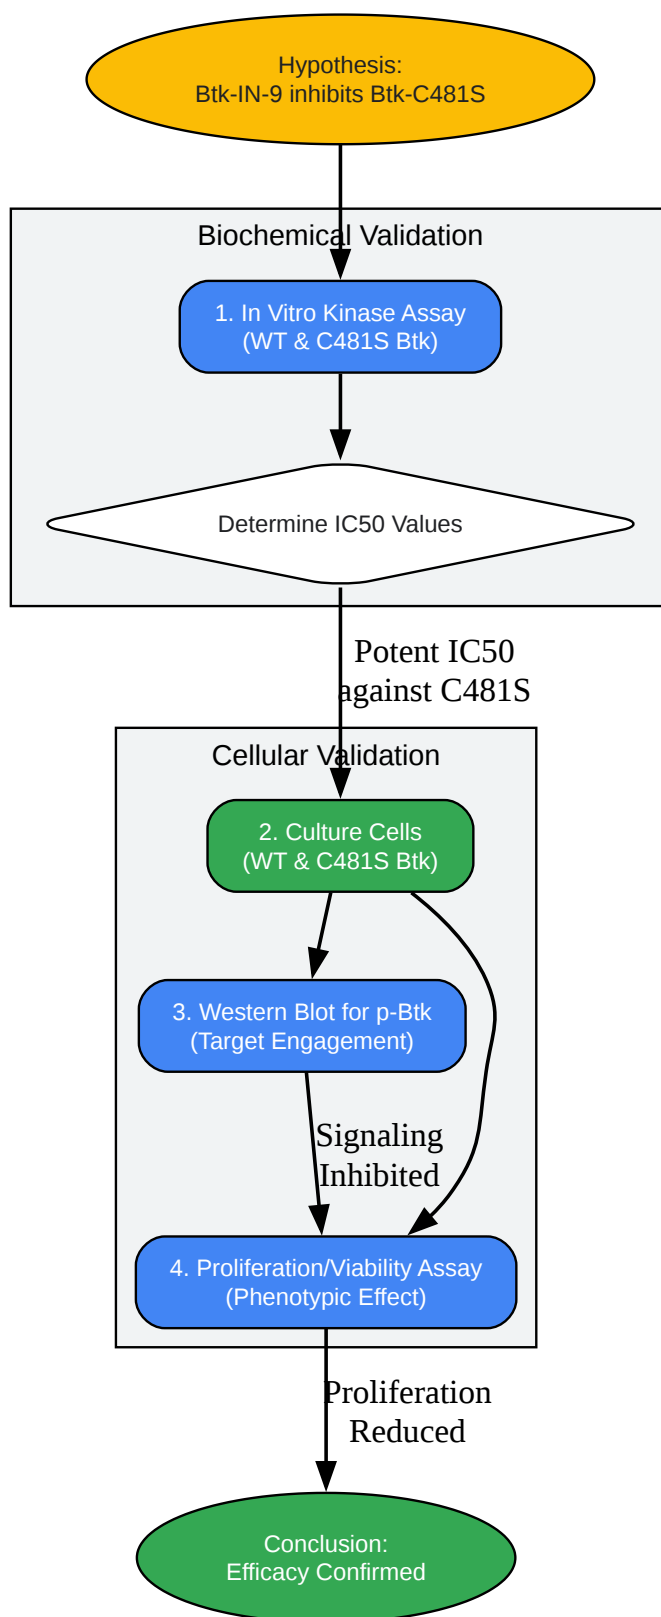 Hypothesis:
Btk-IN-9 inhibits Btk-C481S
Biochemical Validation
1. In Vitro Kinase Assay
(WT & C481S Btk)
Determine IC50 Values
Potent IC50
against C481S
Cellular Validation
2. Culture Cells
(WT & C481S Btk)
3. Western Blot for p-Btk
(Target Engagement)
Signaling
Inhibited
4. Proliferation/Viability Assay
(Phenotypic Effect)
Proliferation
Reduced
Conclusion:
Efficacy Confirmed